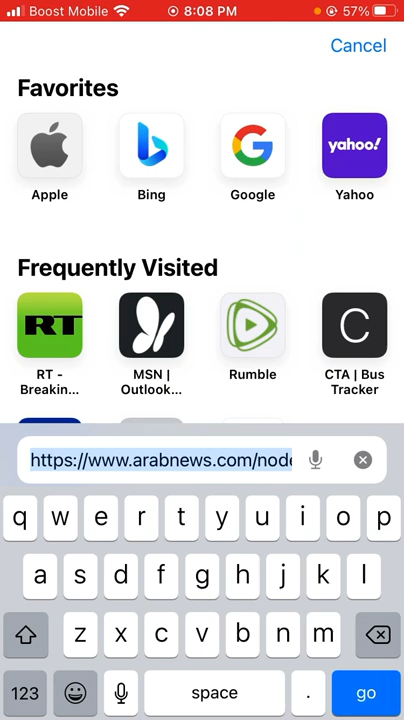 Boost Mobile 8:08 PM 57%
Cancel
Favorites
yahoo!
Apple Bing Google Yahoo
Frequently Visited
RT C
RT - MSN | Rumble CTA | Bus
Breakin... Outlook... Tracker
https://www.arabnews.com/node
q w e r t y u i o p
a s d f g h j k l
z x c v b n m
123 space . go